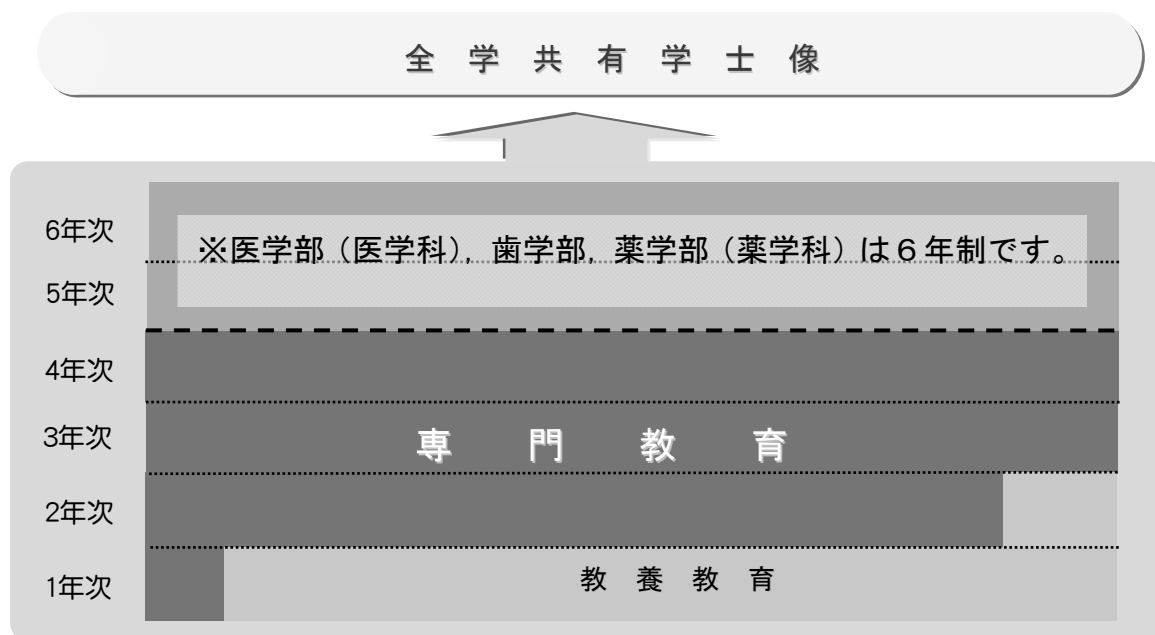 全学共有学士像
6年次
※医学部（医学科），歯学部，薬学部（薬学科）は６年制です。
5年次
4年次
3年次
専門教育
2年次
1年次
教養教育